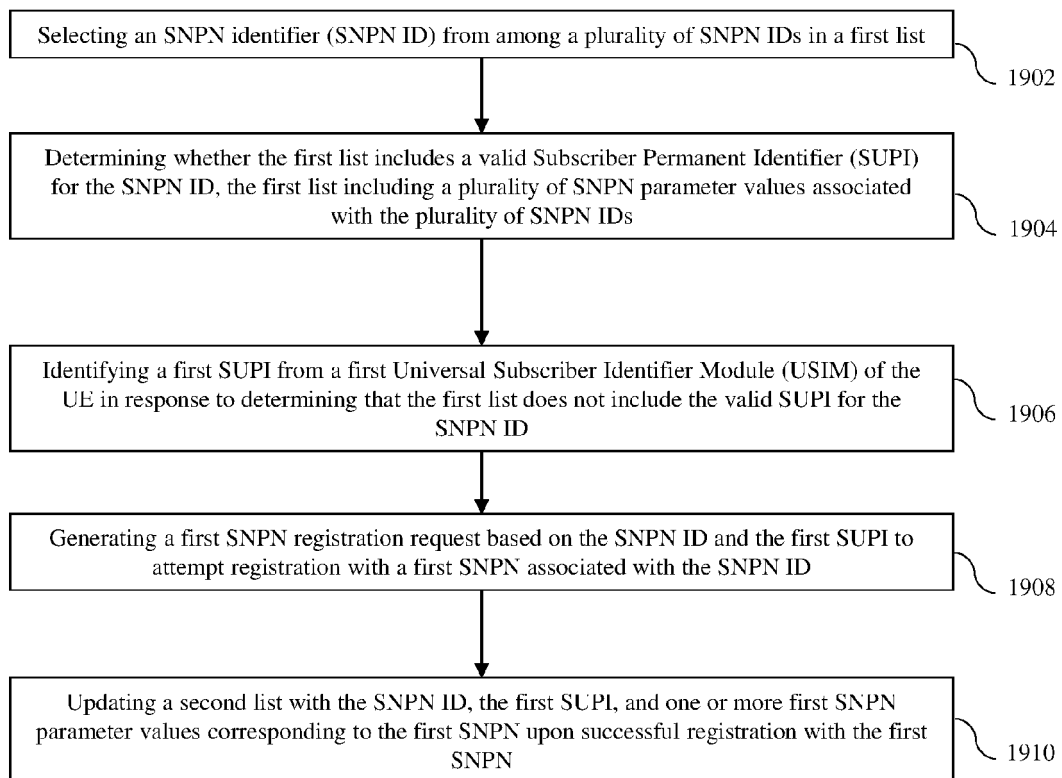 Selecting an SNPN identifier (SNPN ID) from among a plurality of SNPN IDs in a first list
1902
Determining whether the first list includes a valid Subscriber Permanent Identifier (SUPI)
for the SNPN ID, the first list including a plurality of SNPN parameter values associated
with the plurality of SNPN IDs
1904
Identifying a first SUPI from a first Universal Subscriber Identifier Module (USIM) of the
UE in response to determining that the first list does not include the valid SUPI for the
SNPN ID
1906
Generating a first SNPN registration request based on the SNPN ID and the first SUPI to
attempt registration with a first SNPN associated with the SNPN ID
1908
Updating a second list with the SNPN ID, the first SUPI, and one or more first SNPN
parameter values corresponding to the first SNPN upon successful registration with the first
SNPN
1910